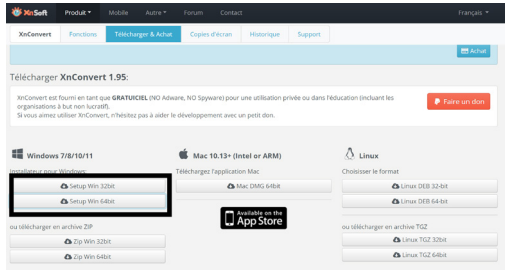 XnSoft Produit Mobile Autre Forum Contact Français
XnConvert Fonctions Télécharger & Achat Copies d'écran Historique Support
Achat
Télécharger XnConvert 1.95:
XnConvert est fourni en tant que GRATUICIEL (NO Adware, NO Spyware) pour une utilisation privée ou dans l'éducation (incluant les
organisations à but non lucratif).
Si vous aimez utiliser XnConvert, n'hésitez pas à aider le développement avec un petit don.
Faire un don
Windows 7/8/10/11
Installateur pour Windows:
Setup Win 32bit
Setup Win 64bit
ou télécharger en archive ZIP
Zip Win 32bit
Zip Win 64bit
Mac 10.13+ (Intel or ARM)
Téléchargez l'application Mac
Mac DMG 64bit
Available on the
App Store
Linux
Choisisser le format
Linux DEB 32-bit
Linux DEB 64-bit
ou télécharger en archive TGZ
Linux TGZ 32bit
Linux TGZ 64bit